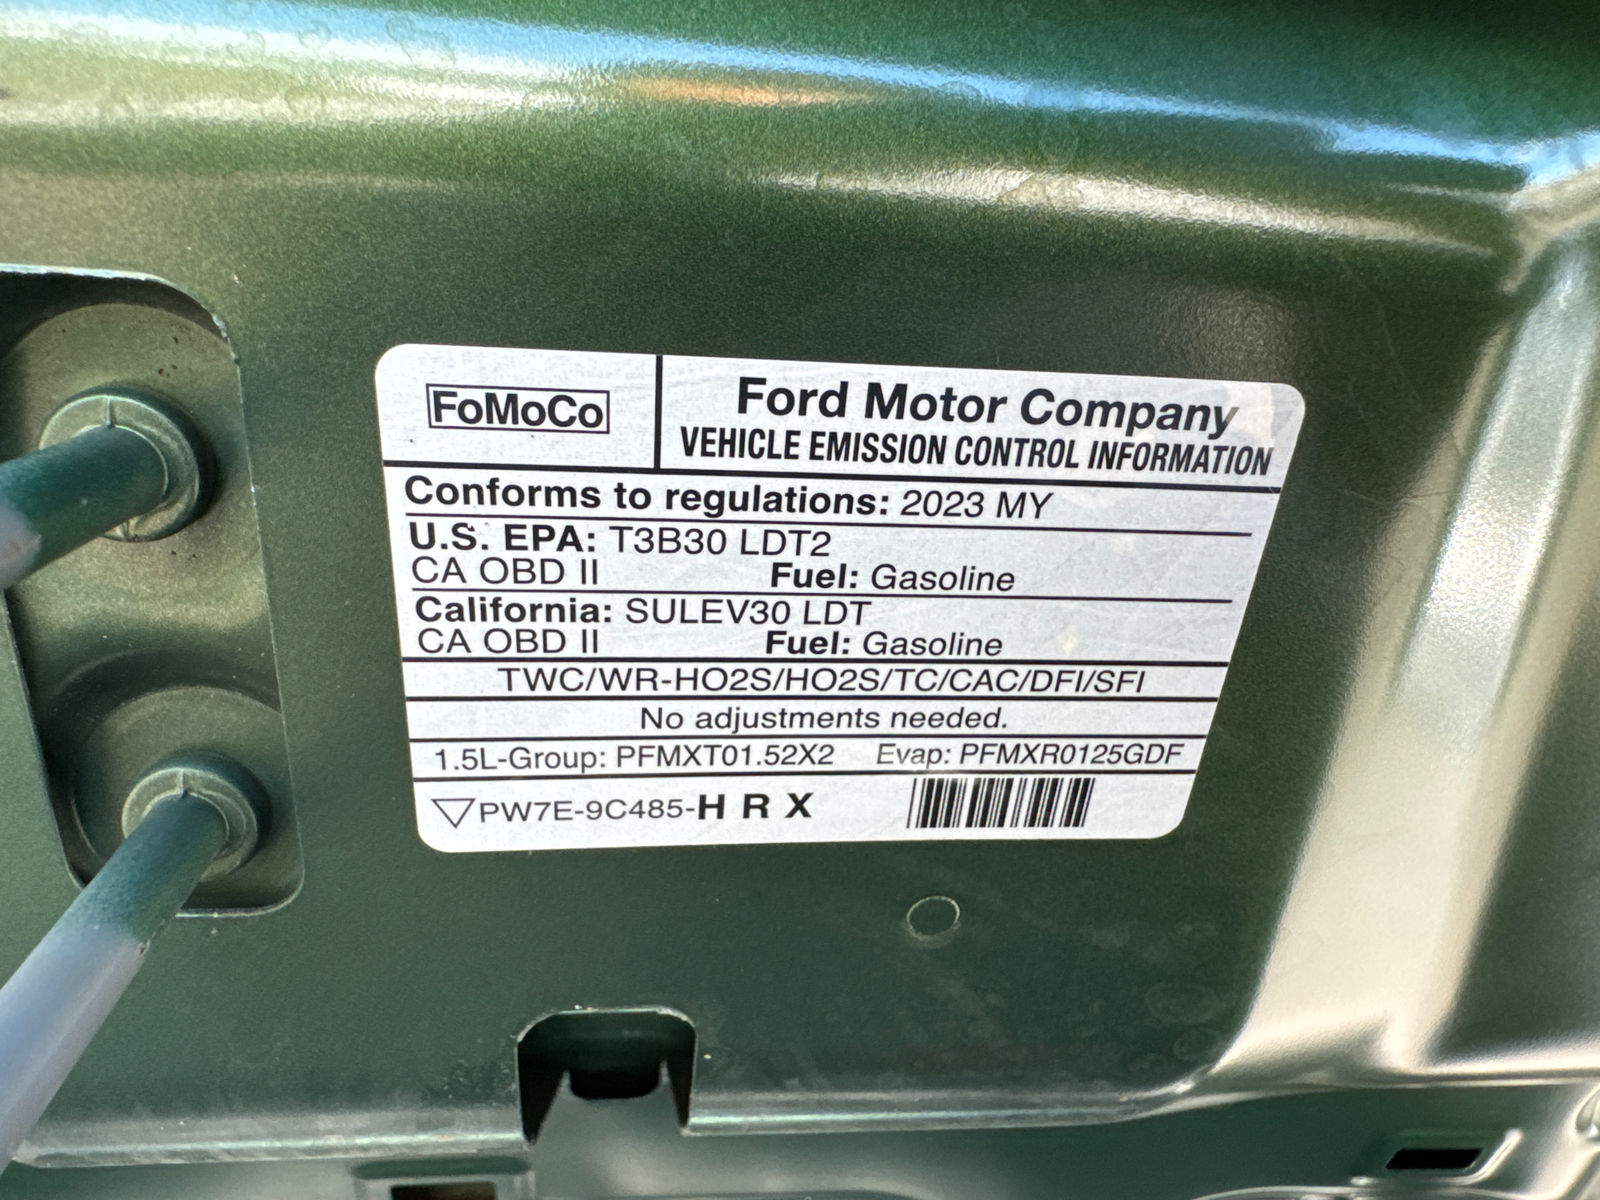 FoMoCo
Ford Motor Company
VEHICLE EMISSION CONTROL INFORMATION
Conforms to regulations: 2023 MY
U.S. EPA: T3B30 LDT2
CA OBD II Fuel: Gasoline
California: SULEV30 LDT
CA OBD II Fuel: Gasoline
TWC/WR-HO2S/HO2S/TC/CAC/DFI/SFI
No adjustments needed.
1.5L-Group: PFMXT01.52X2 Evap: PFMXR0125GDF
PW7E-9C485-H R X